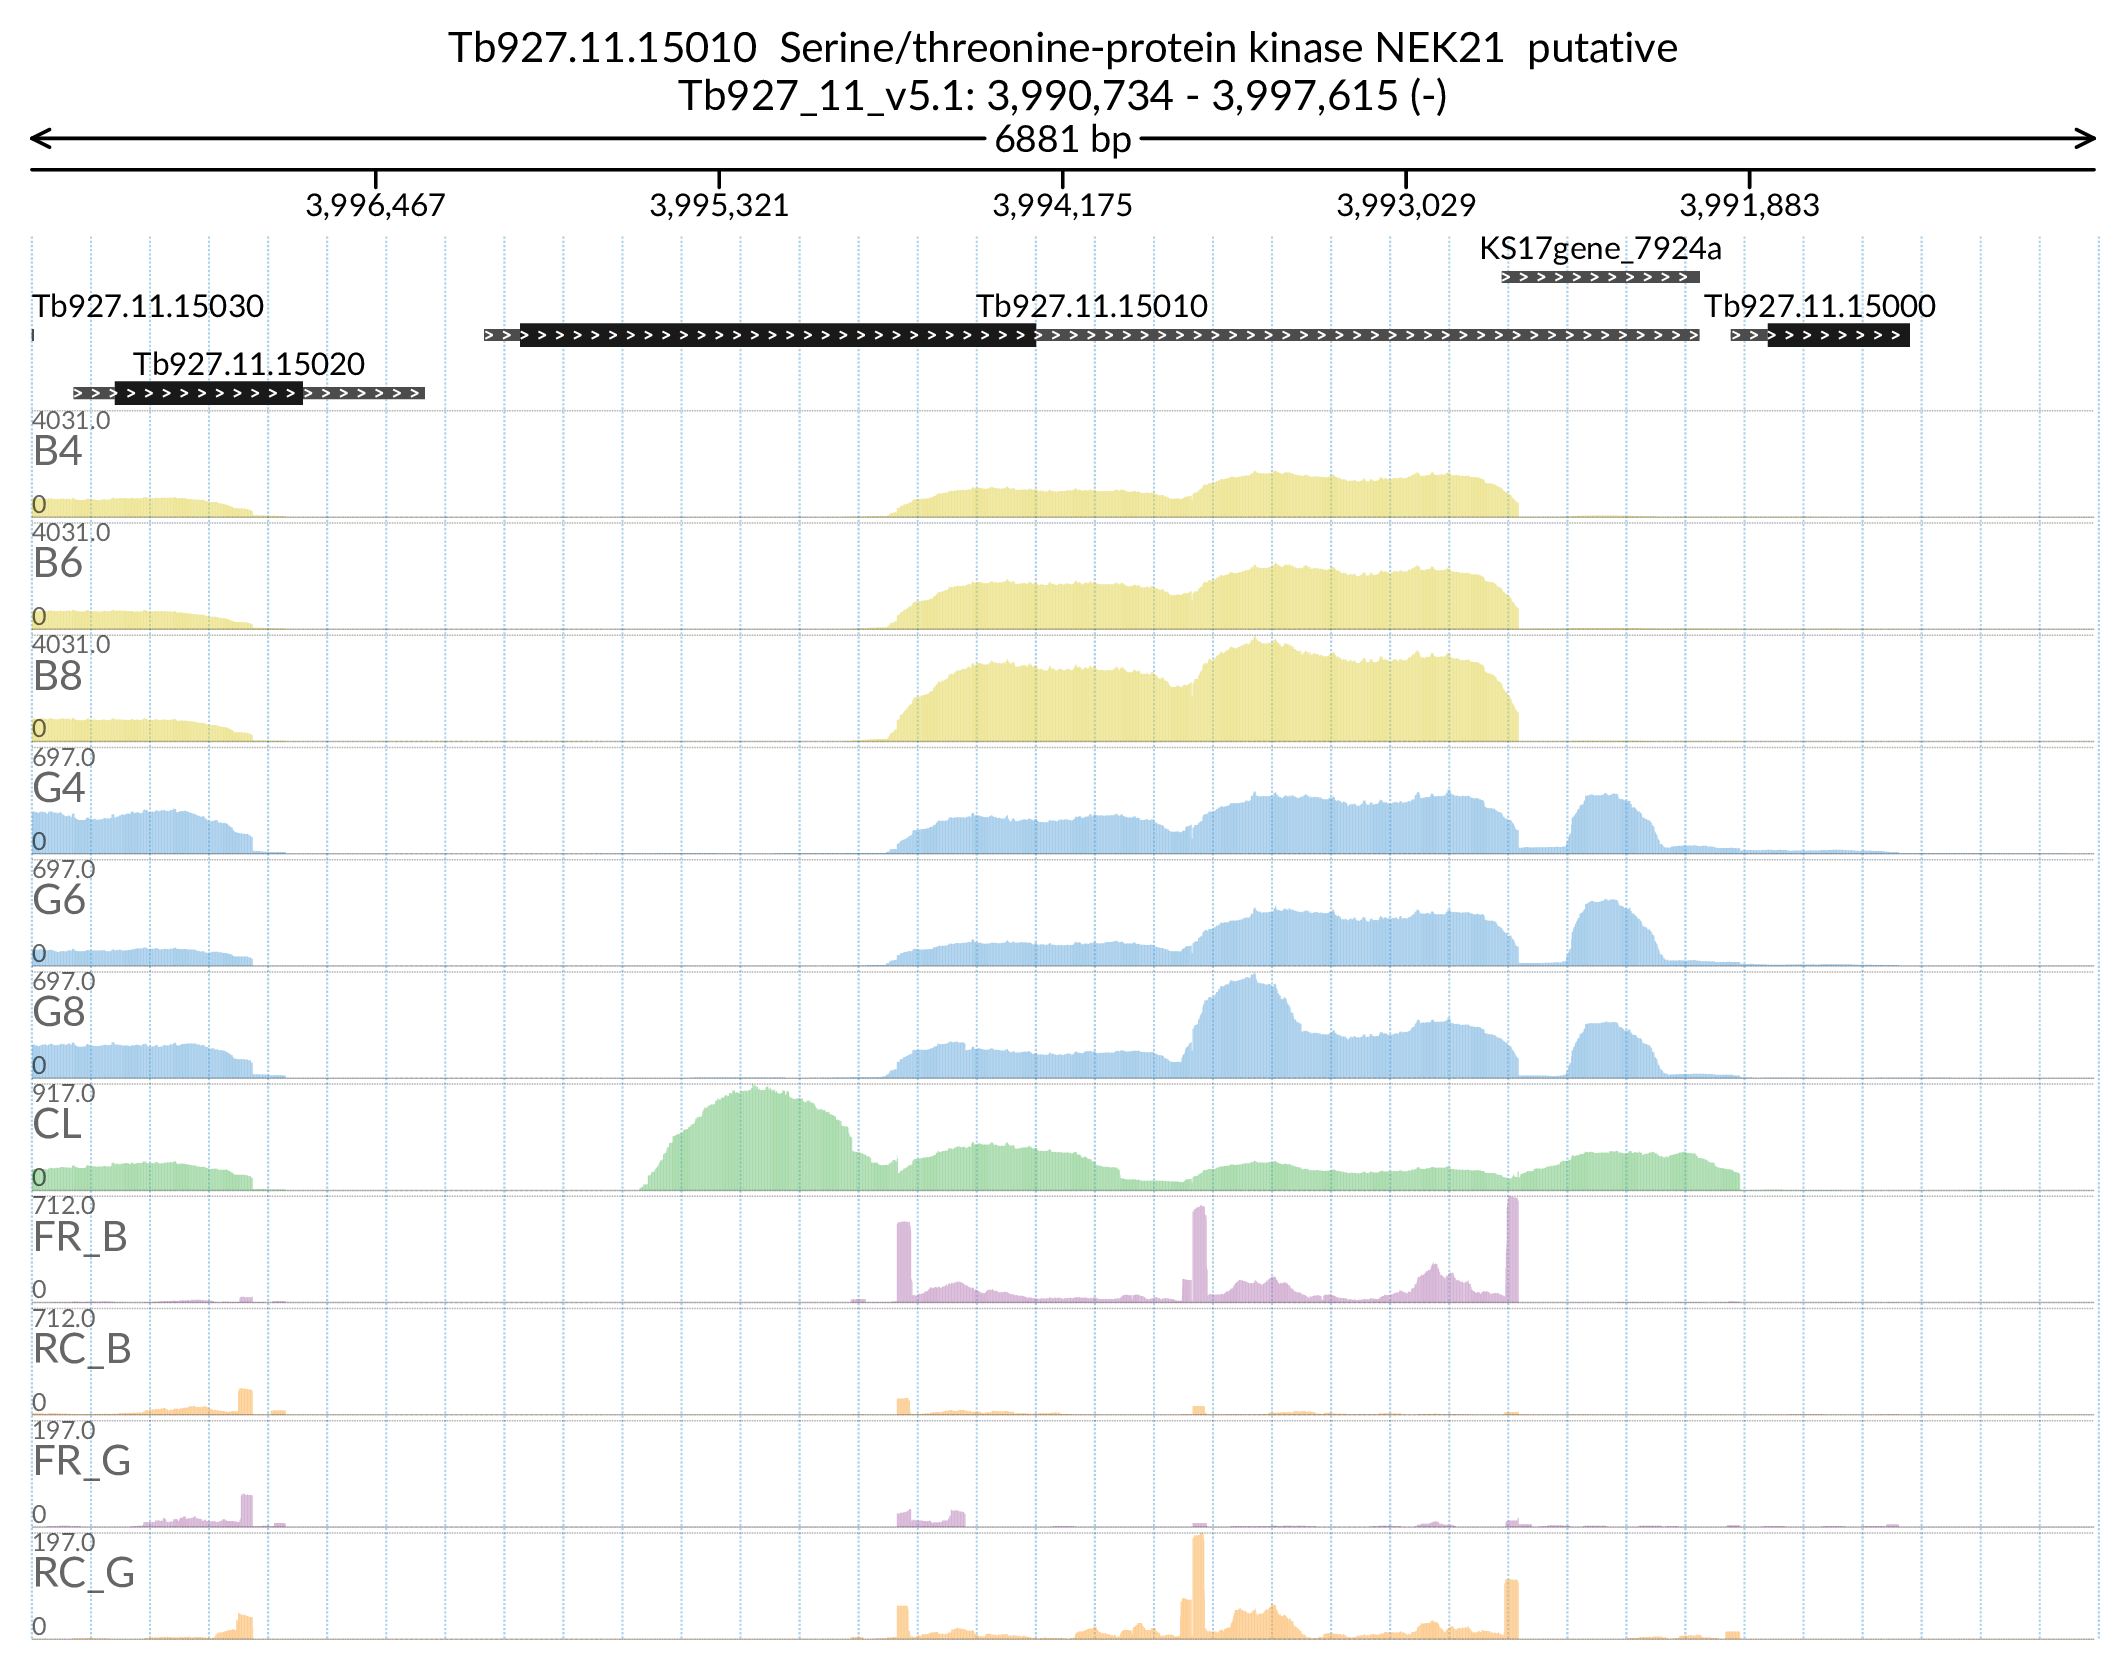 Tb927.11.15010  Serine/threonine-protein kinase NEK21  putative
Tb927_11_v5.1: 3,990,734 - 3,997,615 (-)
6881 bp
3,996,467 3,995,321 3,994,175 3,993,029 3,991,883
KS17gene_7924a
Tb927.11.15030 Tb927.11.15010 Tb927.11.15000
Tb927.11.15020
4031.0
B4
0
4031.0
B6
0
4031.0
B8
0
697.0
G4
0
697.0
G6
0
697.0
G8
0
917.0
CL
0
712.0
FR_B
0
712.0
RC_B
0
197.0
FR_G
0
197.0
RC_G
0